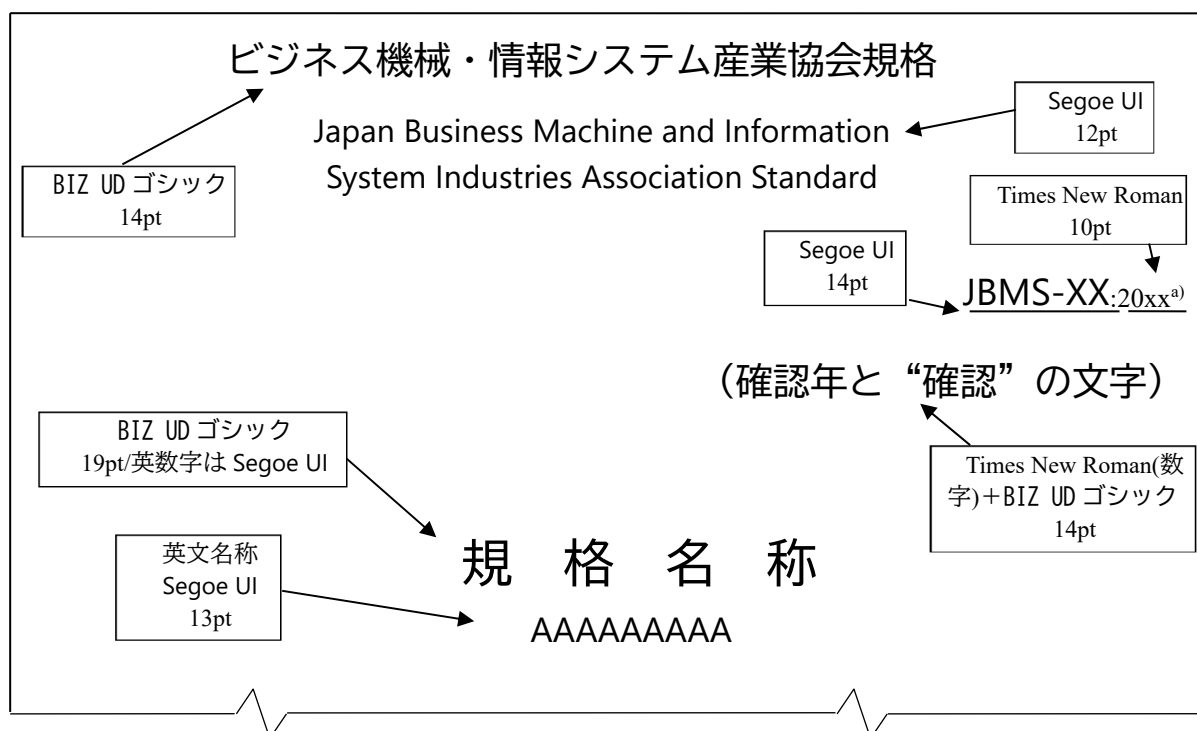 ビジネス機械・情報システム産業協会規格
Japan Business Machine and Information
System Industries Association Standard
Segoe UI
12pt
BIZ UD ゴシック
14pt
Times New Roman
10pt
Segoe UI
14pt
JBMS-XX:20xxa)
（確認年と“確認”の文字）
BIZ UD ゴシック
19pt/英数字は Segoe UI
Times New Roman(数
字)＋BIZ UD ゴシック
14pt
規　格　名　称
英文名称
Segoe UI
13pt
AAAAAAAAA